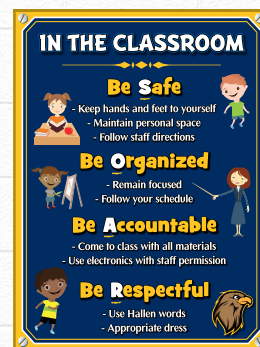 IN THE CLASSROOM
Be Safe
- Keep hands and feet to yourself
- Maintain personal space
- Follow staff directions
Be Organized
- Remain focused
- Follow your schedule
Be Accountable
- Come to class with all materials
- Use electronics with staff permission
Be Respectful
- Use Hallen words
- Appropriate dress